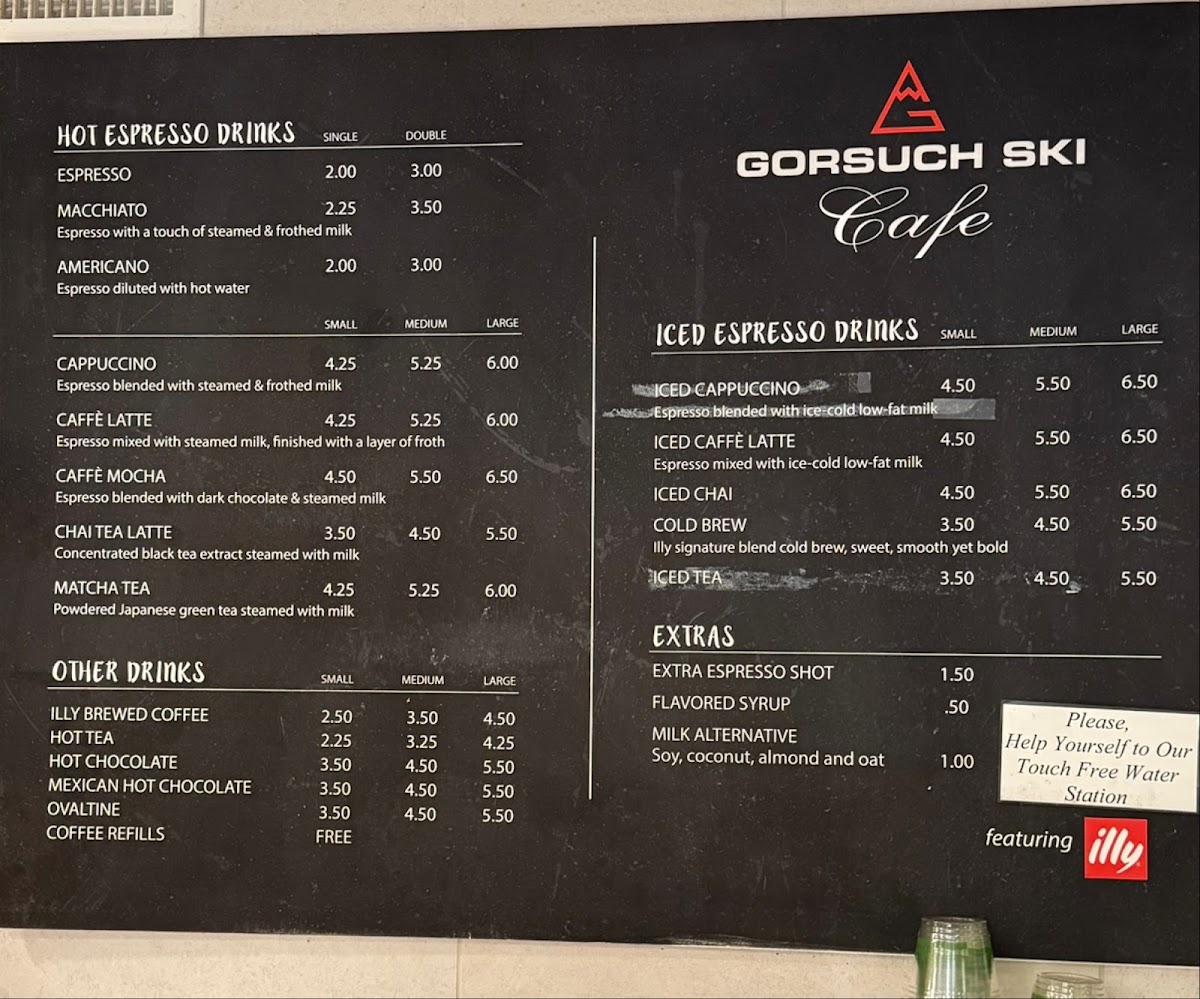 HOT ESPRESSO DRINKS SINGLE DOUBLE
ESPRESSO 2.00 3.00
MACCHIATO 2.25 3.50
Espresso with a touch of steamed & frothed milk
AMERICANO 2.00 3.00
Espresso diluted with hot water
SMALL MEDIUM LARGE
CAPPUCCINO 4.25 5.25 6.00
Espresso blended with steamed & frothed milk
CAFFÈ LATTE 4.25 5.25 6.00
Espresso mixed with steamed milk, finished with a layer of froth
CAFFÈ MOCHA 4.50 5.50 6.50
Espresso blended with dark chocolate & steamed milk
CHAI TEA LATTE 3.50 4.50 5.50
Concentrated black tea extract steamed with milk
MATCHA TEA 4.25 5.25 6.00
Powdered Japanese green tea steamed with milk
OTHER DRINKS SMALL MEDIUM LARGE
ILLY BREWED COFFEE 2.50 3.50 4.50
HOT TEA 2.25 3.25 4.25
HOT CHOCOLATE 3.50 4.50 5.50
MEXICAN HOT CHOCOLATE 3.50 4.50 5.50
OVALTINE 3.50 4.50 5.50
COFFEE REFILLS FREE
GORSUCH SKI
Cafe
ICED ESPRESSO DRINKS SMALL MEDIUM LARGE
ICED CAPPUCCINO 4.50 5.50 6.50
Espresso blended with ice-cold low-fat milk
ICED CAFFÈ LATTE 4.50 5.50 6.50
Espresso mixed with ice-cold low-fat milk
ICED CHAI 4.50 5.50 6.50
COLD BREW 3.50 4.50 5.50
Illy signature blend cold brew, sweet, smooth yet bold
ICED TEA 3.50 4.50 5.50
EXTRAS
EXTRA ESPRESSO SHOT 1.50
FLAVORED SYRUP .50
MILK ALTERNATIVE
Soy, coconut, almond and oat 1.00
Please,
Help Yourself to Our
Touch Free Water
Station
featuring illy